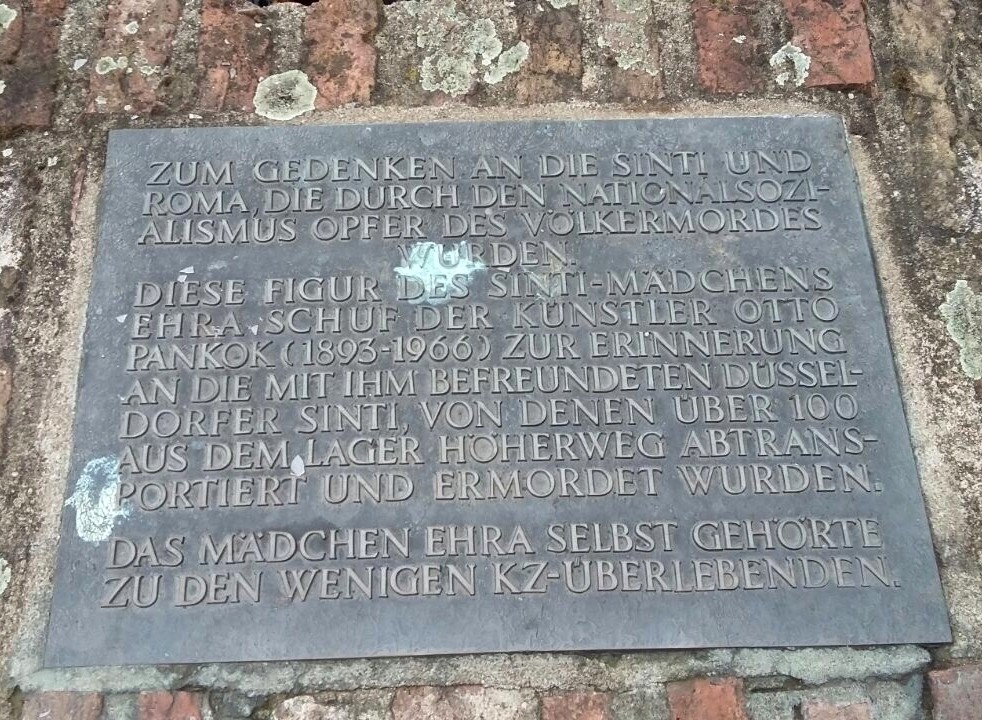 ZUM GEDENKEN AN DIE SINTI UND
ROMA, DIE DURCH DEN NATIONALSOZI-
ALISMUS OPFER DES VÖLKERMORDES
WURDEN.
DIESE FIGUR DES SINTI-MÄDCHENS
EHRA SCHUF DER KÜNSTLER OTTO
PANKOK (1893-1966) ZUR ERINNERUNG
AN DIE MIT IHM BEFREUNDETEN DÜSSEL-
DORFER SINTI, VON DENEN ÜBER 100
AUS DEM LAGER HÖHERWEG ABTRANS-
PORTIERT UND ERMORDET WURDEN.
DAS MÄDCHEN EHRA SELBST GEHÖRTE
ZU DEN WENIGEN KZ-ÜBERLEBENDEN.